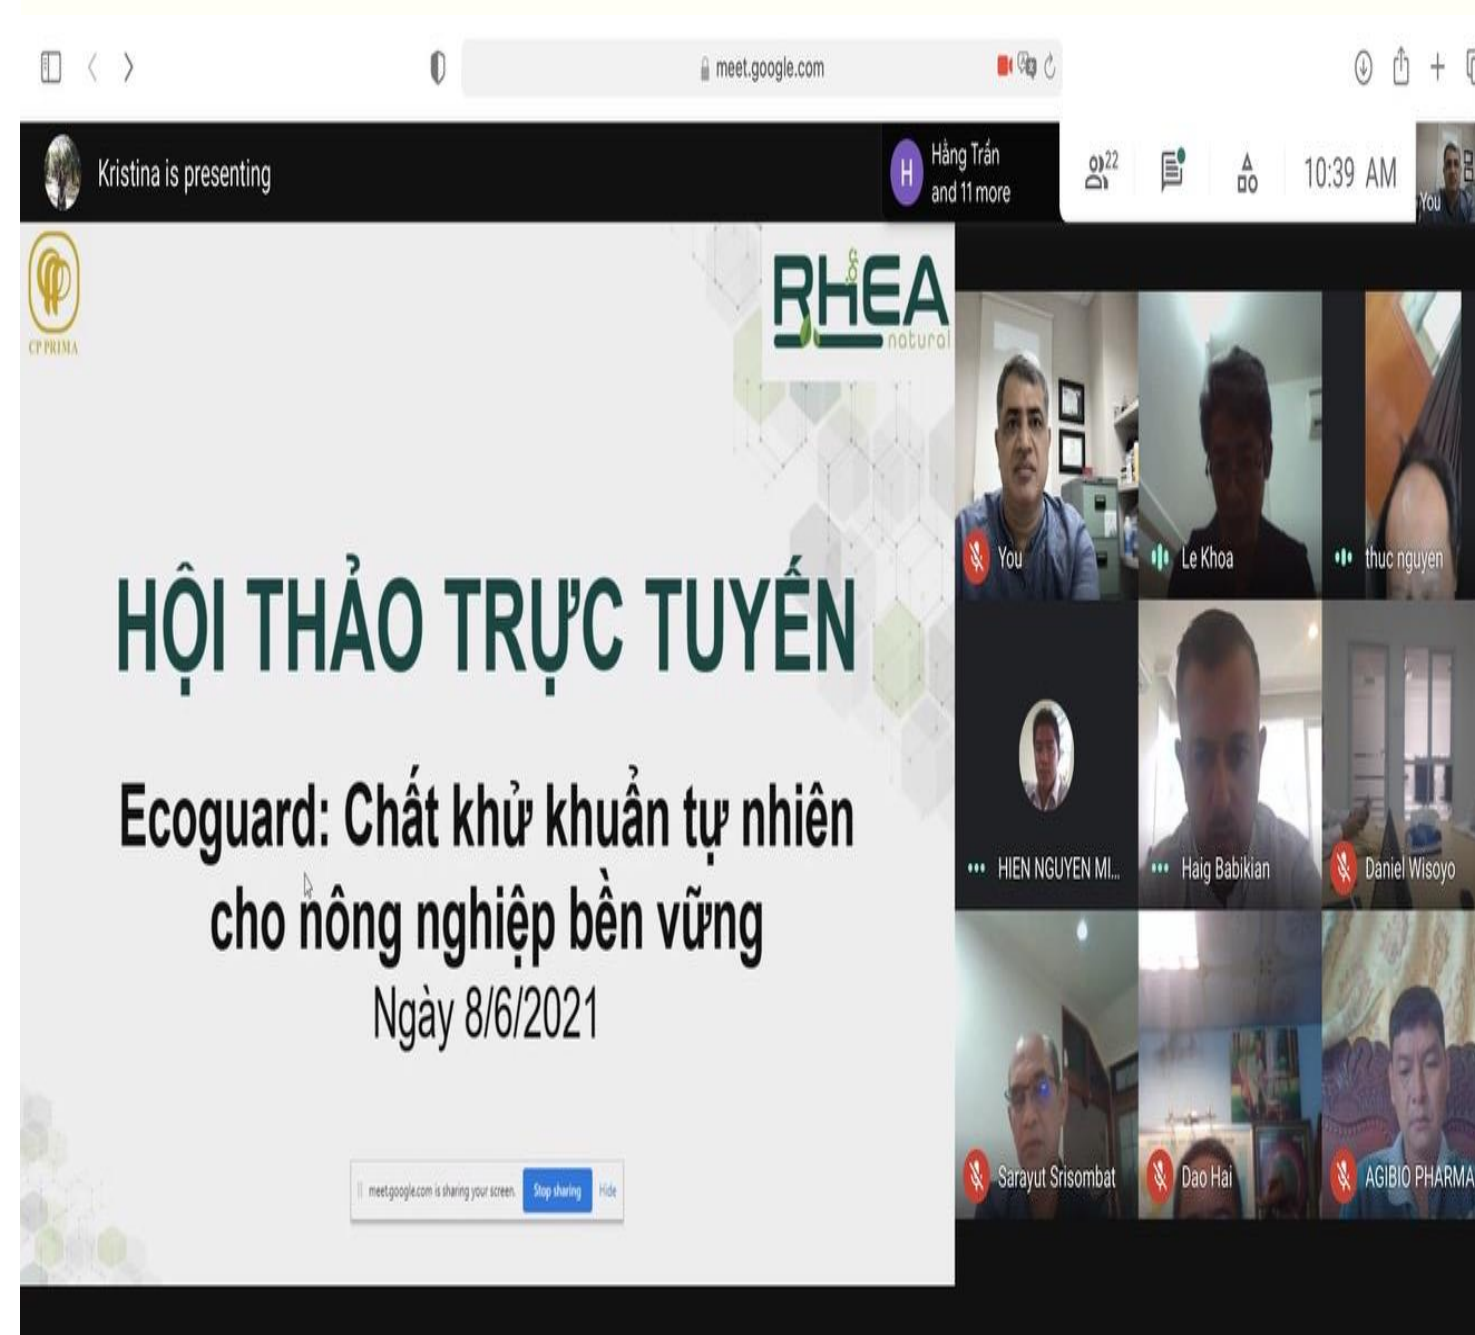 meet.google.com
Kristina is presenting
H
Hằng Trần
and 11 more
22
10:39 AM
You
CP PRIMA
RHEA
natural
HỘI THẢO TRỰC TUYẾN
Ecoguard: Chất khử khuẩn tự nhiên
cho nông nghiệp bền vững
Ngày 8/6/2021
meet.google.com is sharing your screen.
Stop sharing
Hide
You
Le Khoa
thuc nguyen
HIEN NGUYEN MI...
Haig Babikian
Daniel Wisoyo
Sarayut Srisombat
Dao Hai
AGIBIO PHARMA